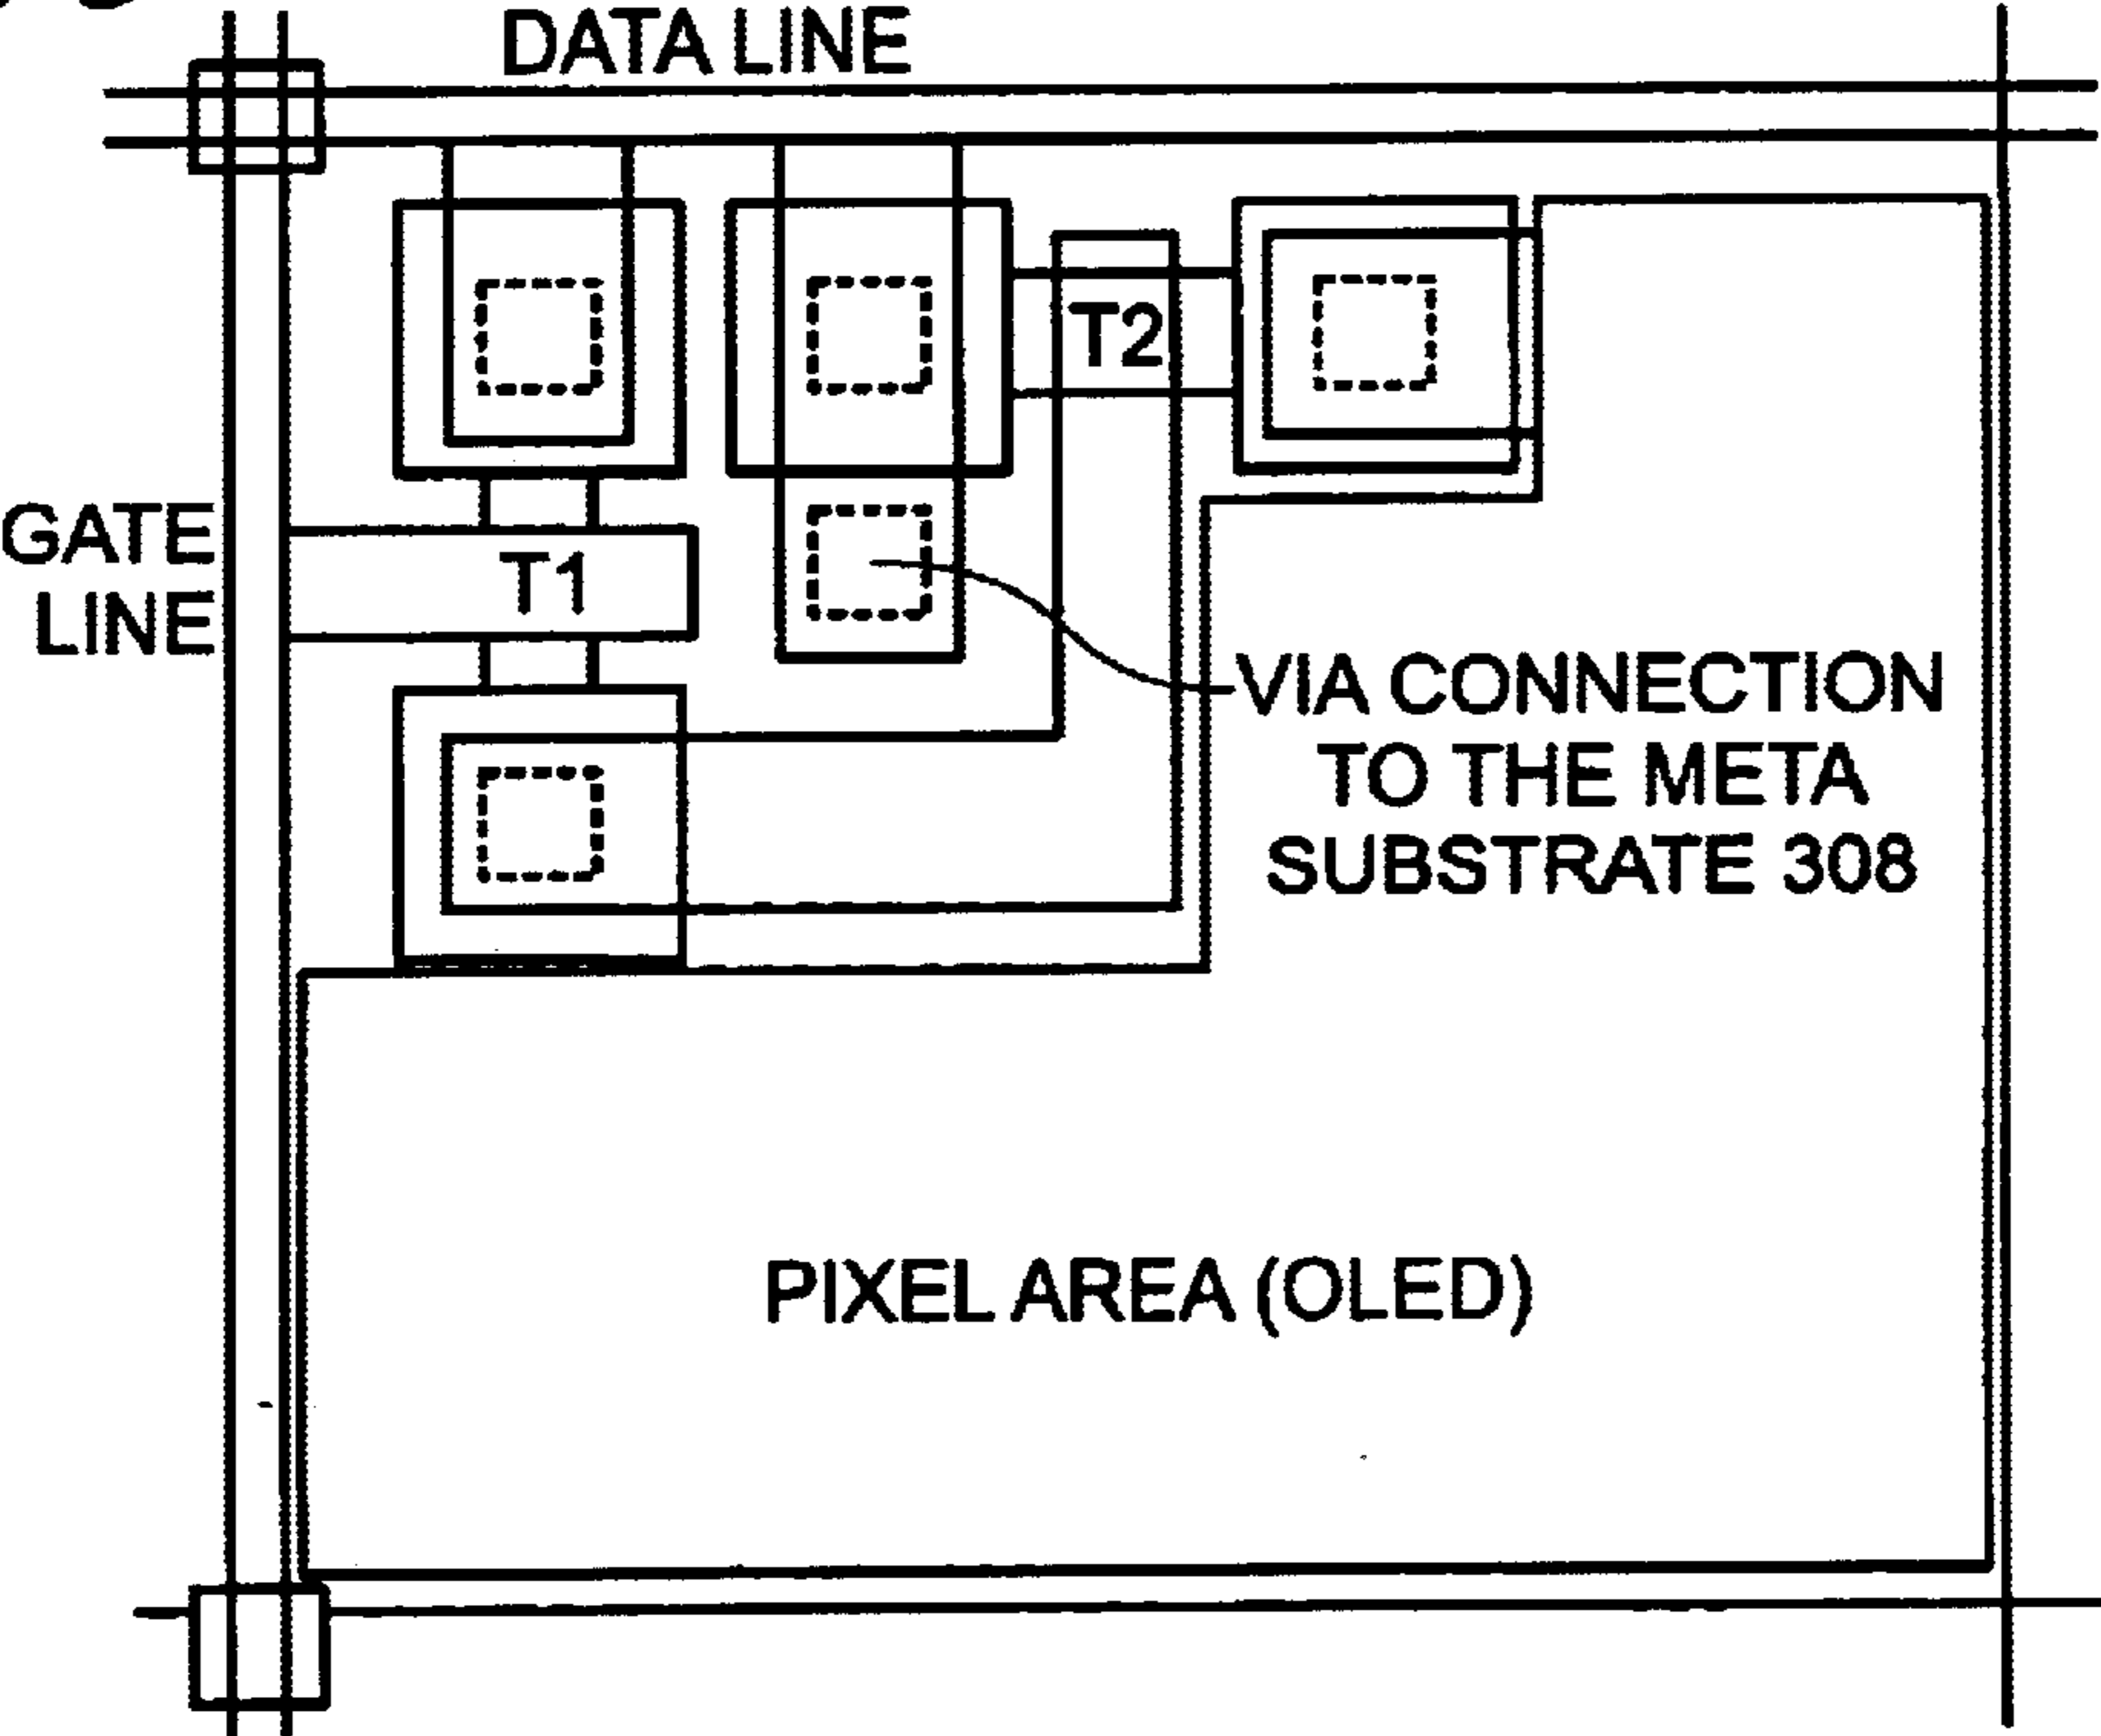 DATA LINE
T2
GATE
LINE
T1
VIA CONNECTION
TO THE META
SUBSTRATE 308
PIXEL AREA (OLED)